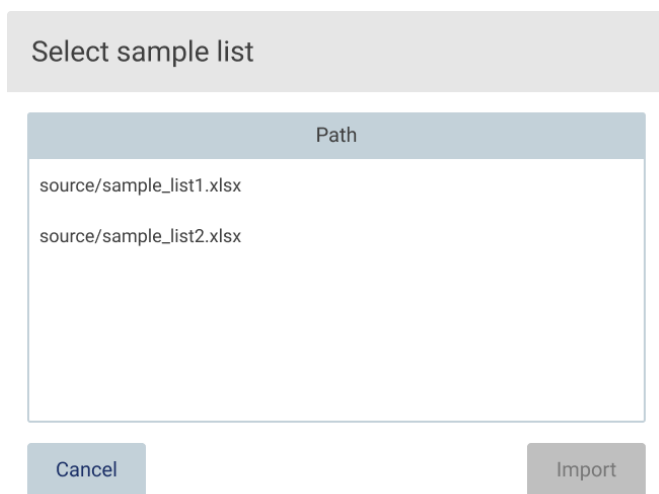 Select sample list
Path
source/sample_list1.xlsx
source/sample_list2.xlsx
Cancel
Import